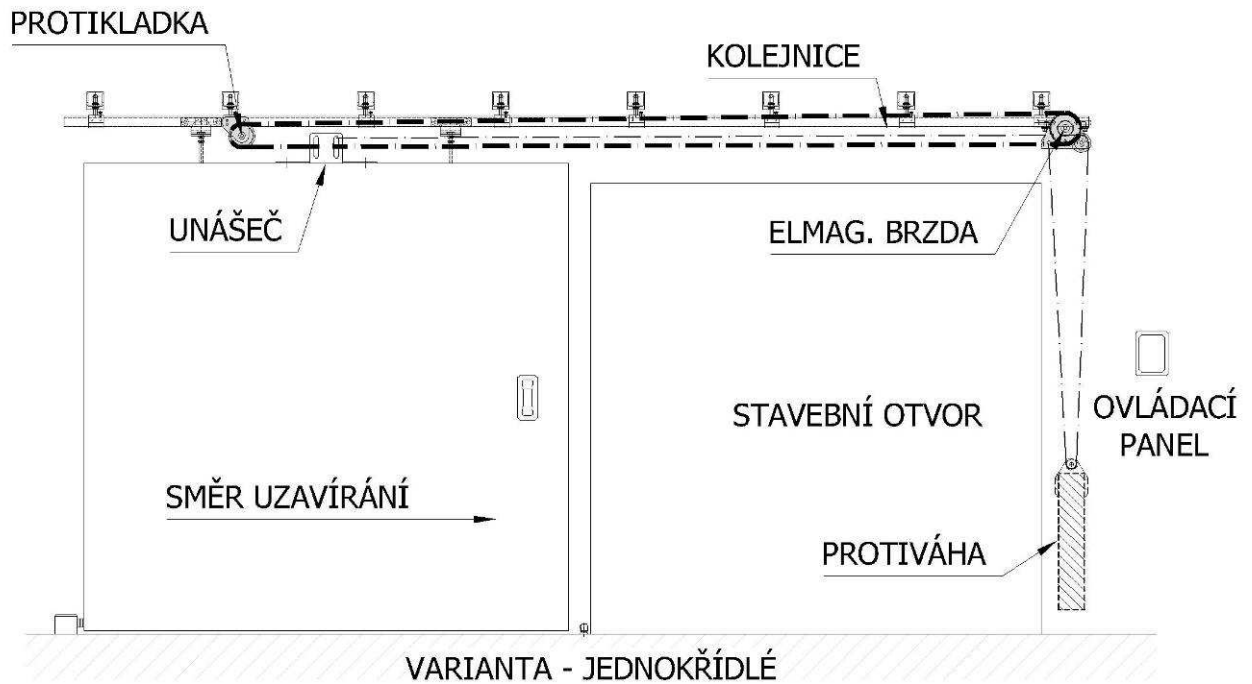 PROTIKLADKA
KOLEJNICE
UNÁŠEČ
ELMAG. BRZDA
STAVEBNÍ OTVOR
OVLÁDACÍ
PANEL
SMĚR UZAVÍRÁNÍ
PROTIVÁHA
VARIANTA - JEDNOKŘÍDLÉ